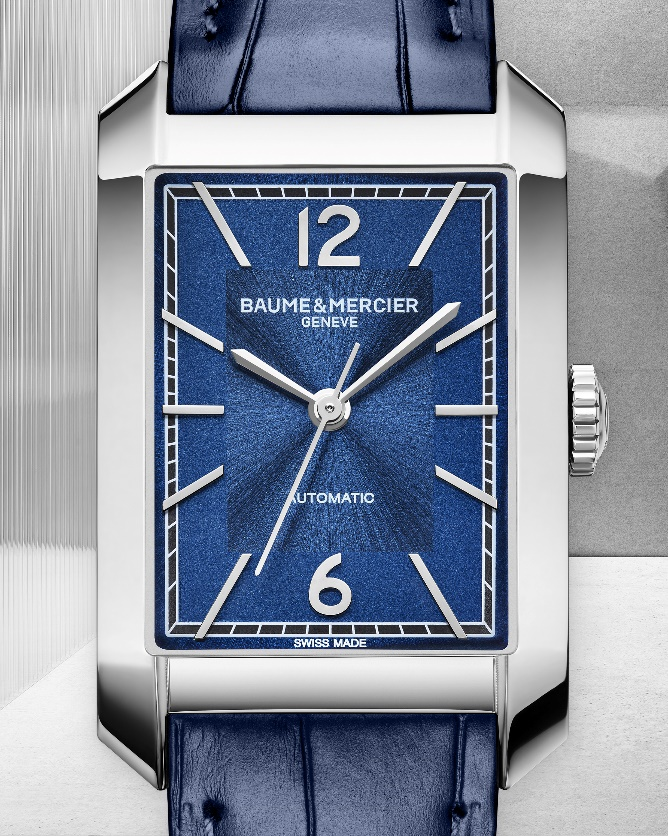 12
BAUME & MERCIER
GENEVE
AUTOMATIC
6
SWISS MADE